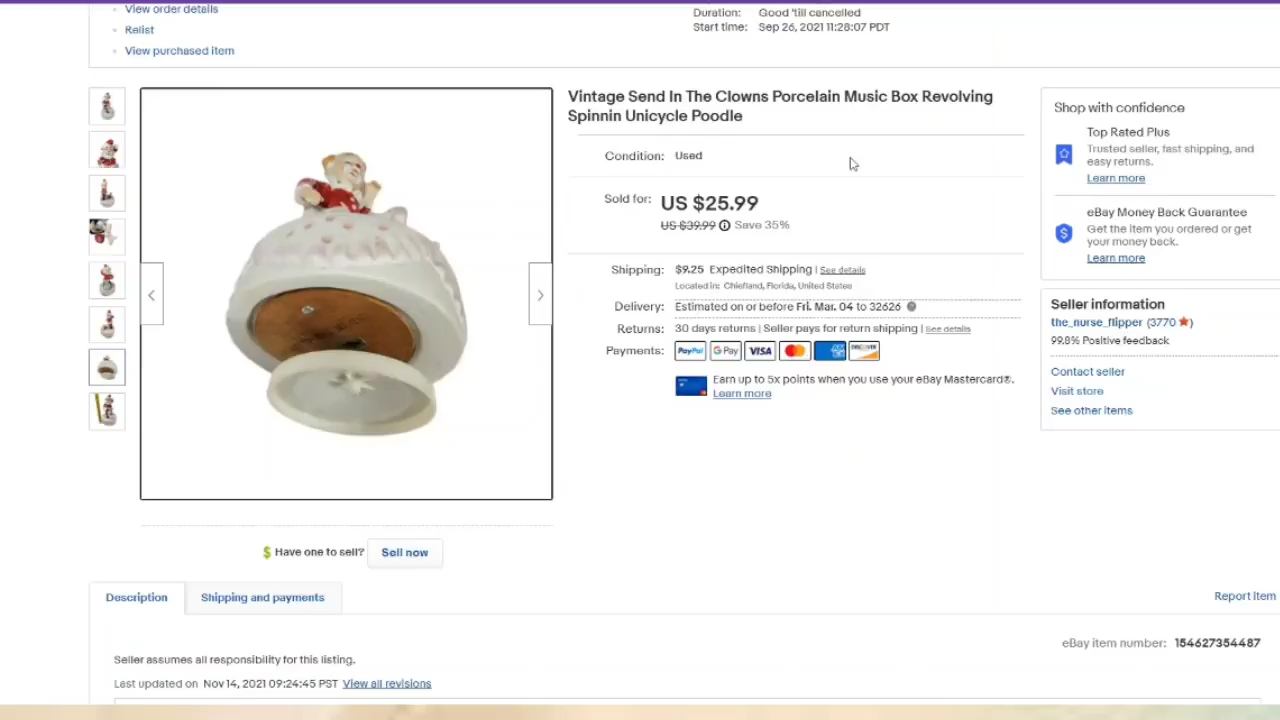 View order details
Relist
View purchased item
Duration: Good 'till cancelled
Start time: Sep 26, 2021 11:28:07 PDT
Vintage Send In The Clowns Porcelain Music Box Revolving
Spinnin Unicycle Poodle
Condition: Used
Sold for: US $25.99
US $39.99 Save 35%
Shipping: $9.25 Expedited Shipping | See details
Located in: Chiefland, Florida, United States
Delivery: Estimated on or before Fri. Mar. 04 to 32626
Returns: 30 days returns | Seller pays for return shipping | See details
Payments: PayPal G Pay VISA MasterCard AMEX DISCOVER
Earn up to 5x points when you use your eBay Mastercard®.
Learn more
Shop with confidence
Top Rated Plus
Trusted seller, fast shipping, and
easy returns.
Learn more
eBay Money Back Guarantee
Get the item you ordered or get
your money back.
Learn more
Seller information
the_nurse_flipper (3770 )
99.8% Positive feedback
Contact seller
Visit store
See other items
$ Have one to sell? Sell now
Description
Shipping and payments
Report item
eBay item number: 154627354487
Seller assumes all responsibility for this listing.
Last updated on Nov 14, 2021 09:24:45 PST View all revisions